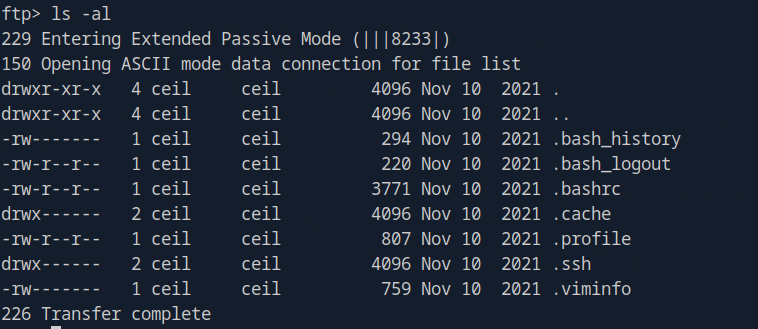 ftp> ls -al
229 Entering Extended Passive Mode (|||8233|)
150 Opening ASCII mode data connection for file list
drwxr-xr-x   4 ceil     ceil         4096 Nov 10  2021 .
drwxr-xr-x   4 ceil     ceil         4096 Nov 10  2021 ..
-rw-------   1 ceil     ceil          294 Nov 10  2021 .bash_history
-rw-r--r--   1 ceil     ceil          220 Nov 10  2021 .bash_logout
-rw-r--r--   1 ceil     ceil         3771 Nov 10  2021 .bashrc
drwx------   2 ceil     ceil         4096 Nov 10  2021 .cache
-rw-r--r--   1 ceil     ceil          807 Nov 10  2021 .profile
drwx------   2 ceil     ceil         4096 Nov 10  2021 .ssh
-rw-------   1 ceil     ceil          759 Nov 10  2021 .viminfo
226 Transfer complete